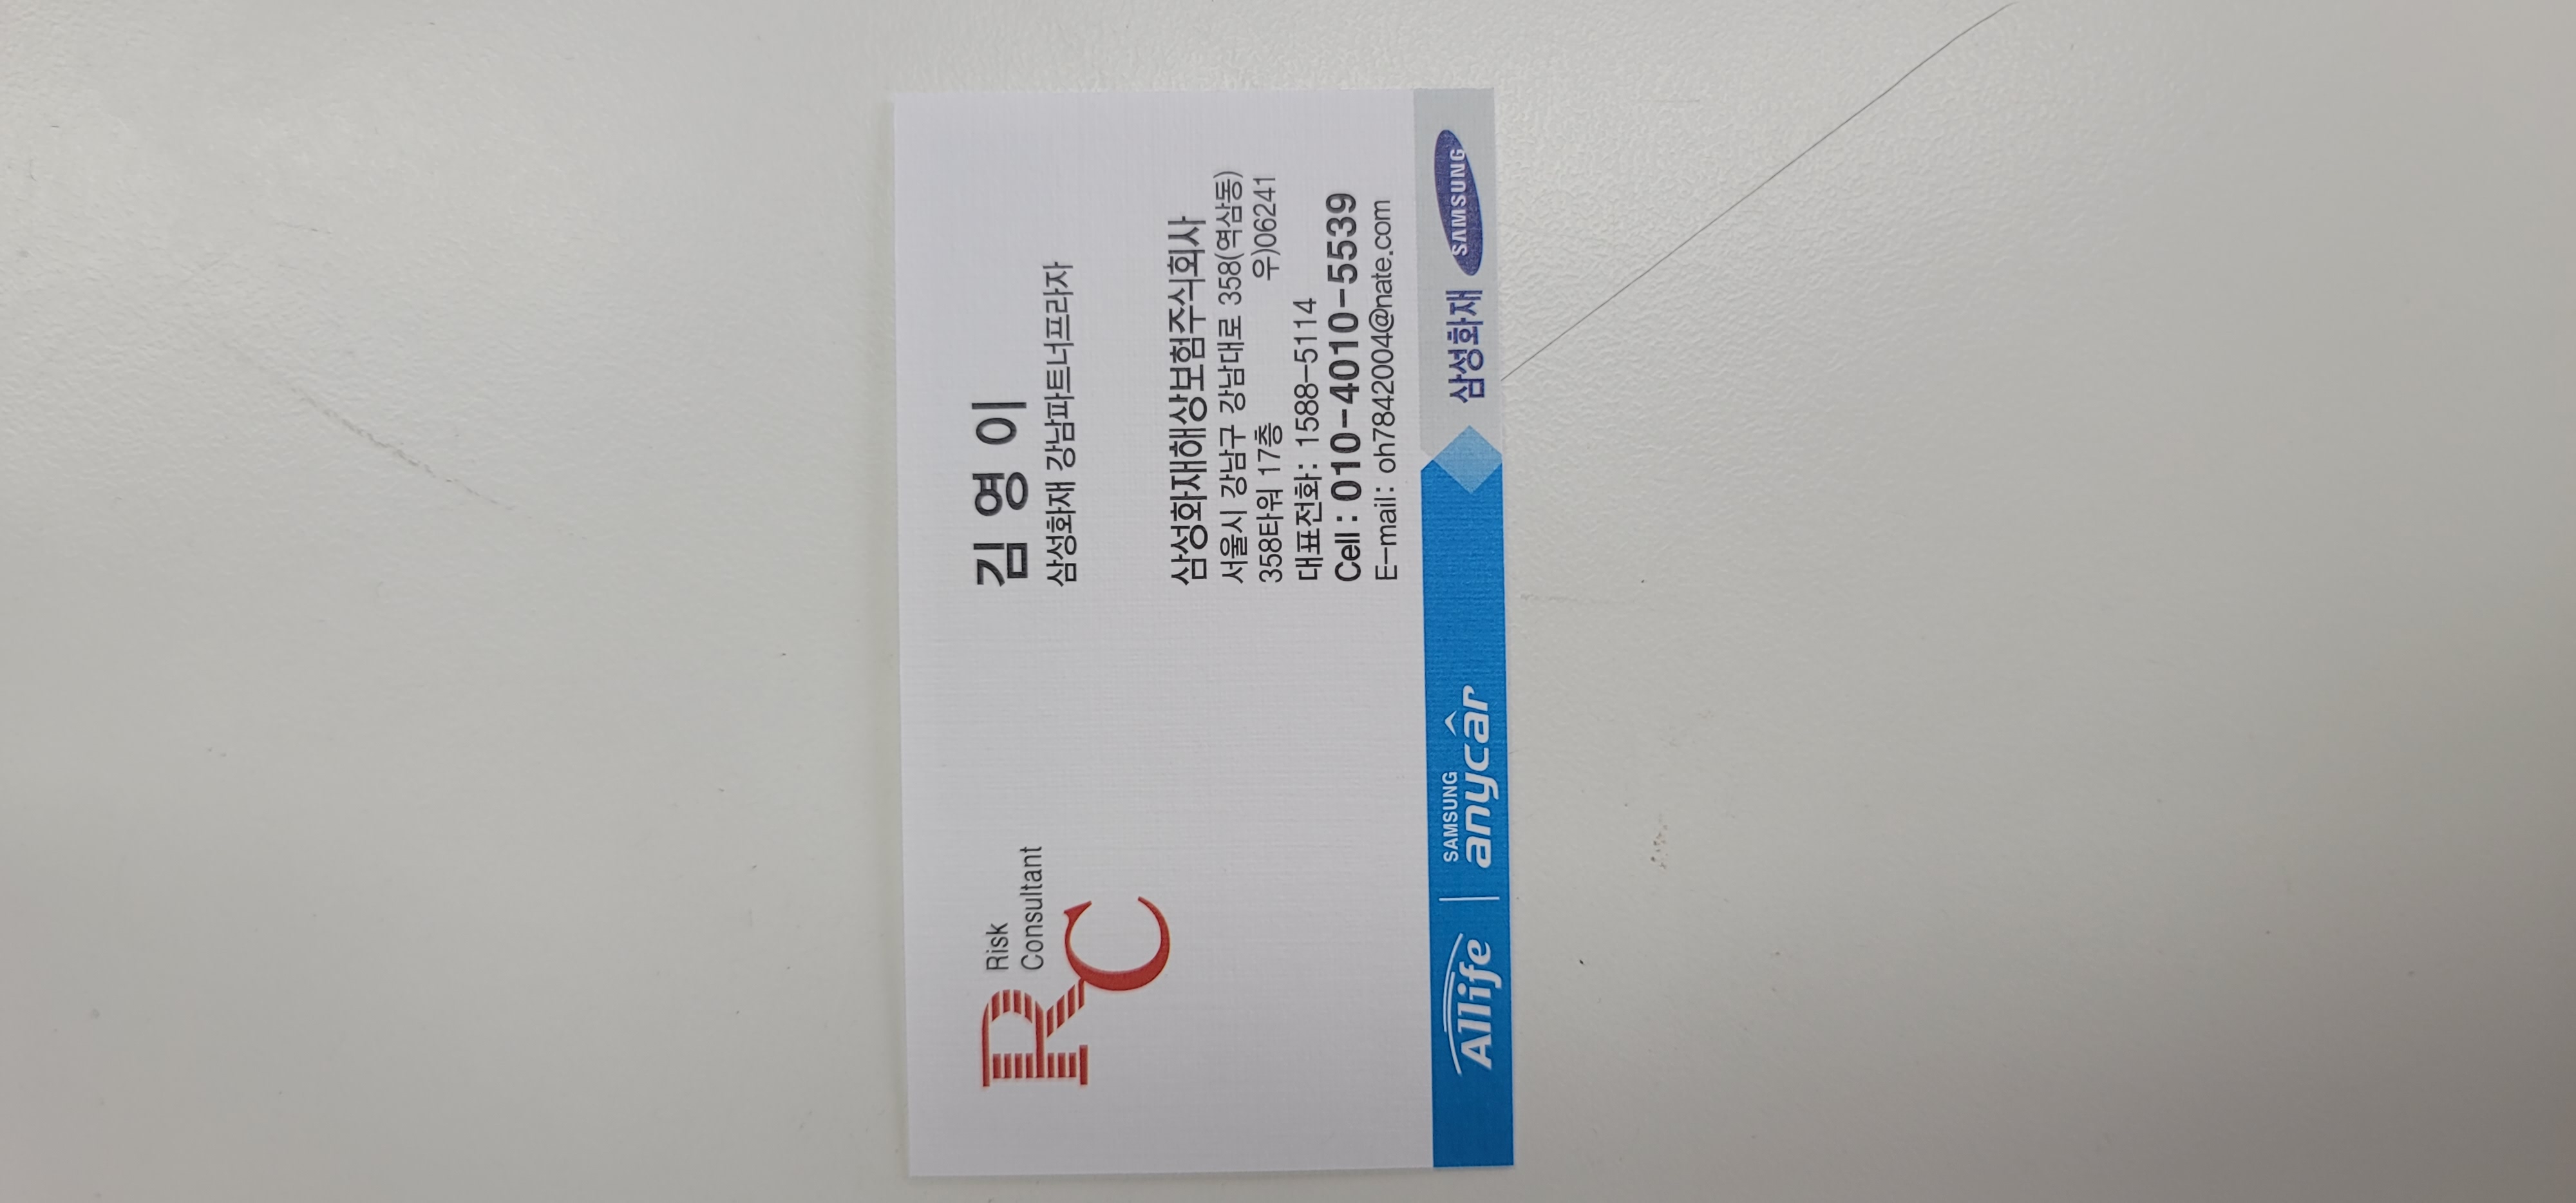 RC
Risk
Consultant
김영이
삼성화재 강남파트너프라자
삼성화재해상보험주식회사
서울시 강남구 강남대로 358(역삼동)
358타워 17층 우)06241
대표전화: 1588-5114
Cell : 010-4010-5539
E-mail: oh7842004@nate.com
Allife
SAMSUNG
anycar
삼성화재
SAMSUNG